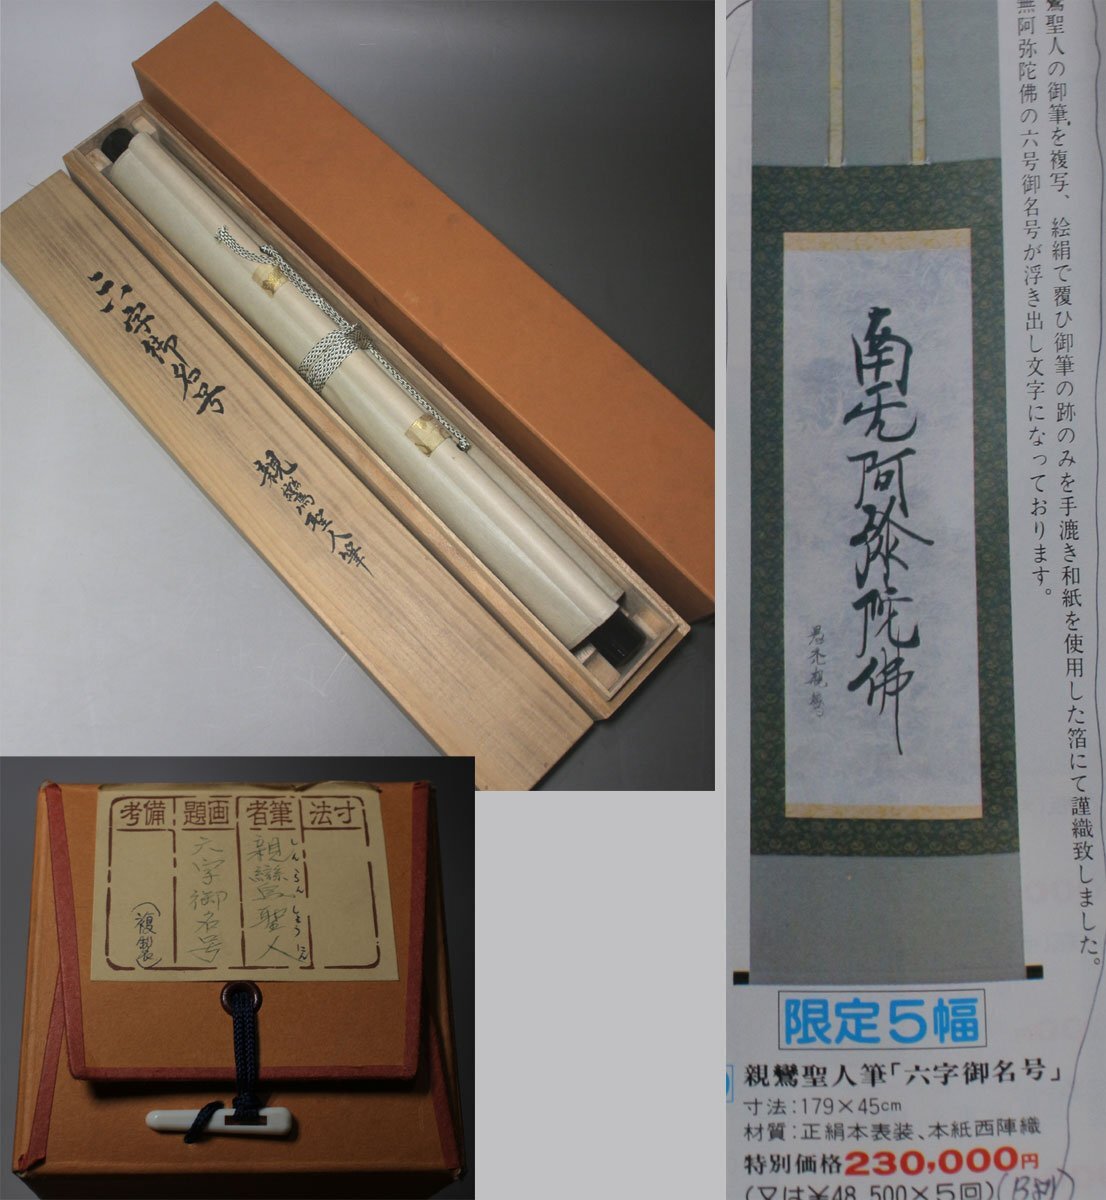 六字御名号
親鸞聖人筆
寸法
筆者
親鸞聖人
しんらんしょうにん
画題
六字御名号
備考
(複製)
鸞聖人の御筆を複写、絵絹で覆ひ御筆の跡のみを手漉き和紙を使用した箔にて謹織致しました。
無阿弥陀佛の六号御名号が浮き出し文字になっております。
南无阿弥陀佛
愚禿親鸞
限定5幅
親鸞聖人筆「六字御名号」
寸法:179×45cm
材質:正絹本表装、本紙西陣織
特別価格230,000円
(又は¥48,500×5回)